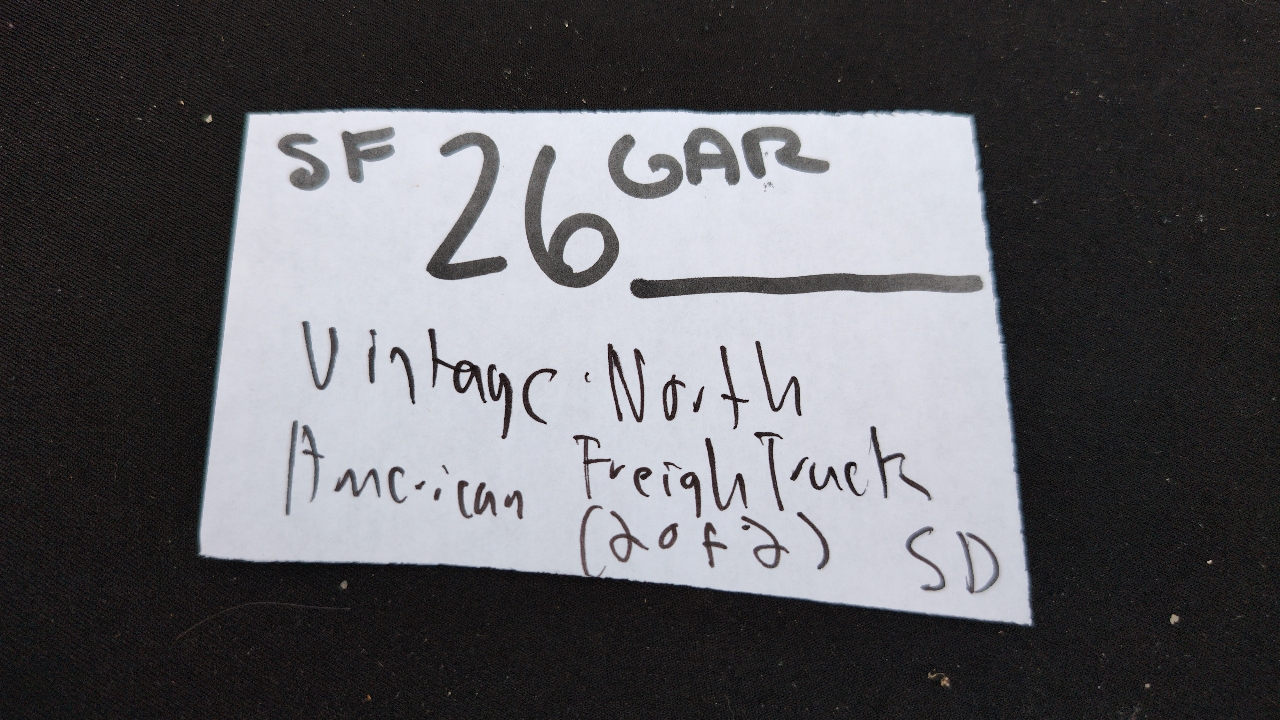 SF 26 GAR
Vintage North
American FreighTruck
(2 of 2) SD